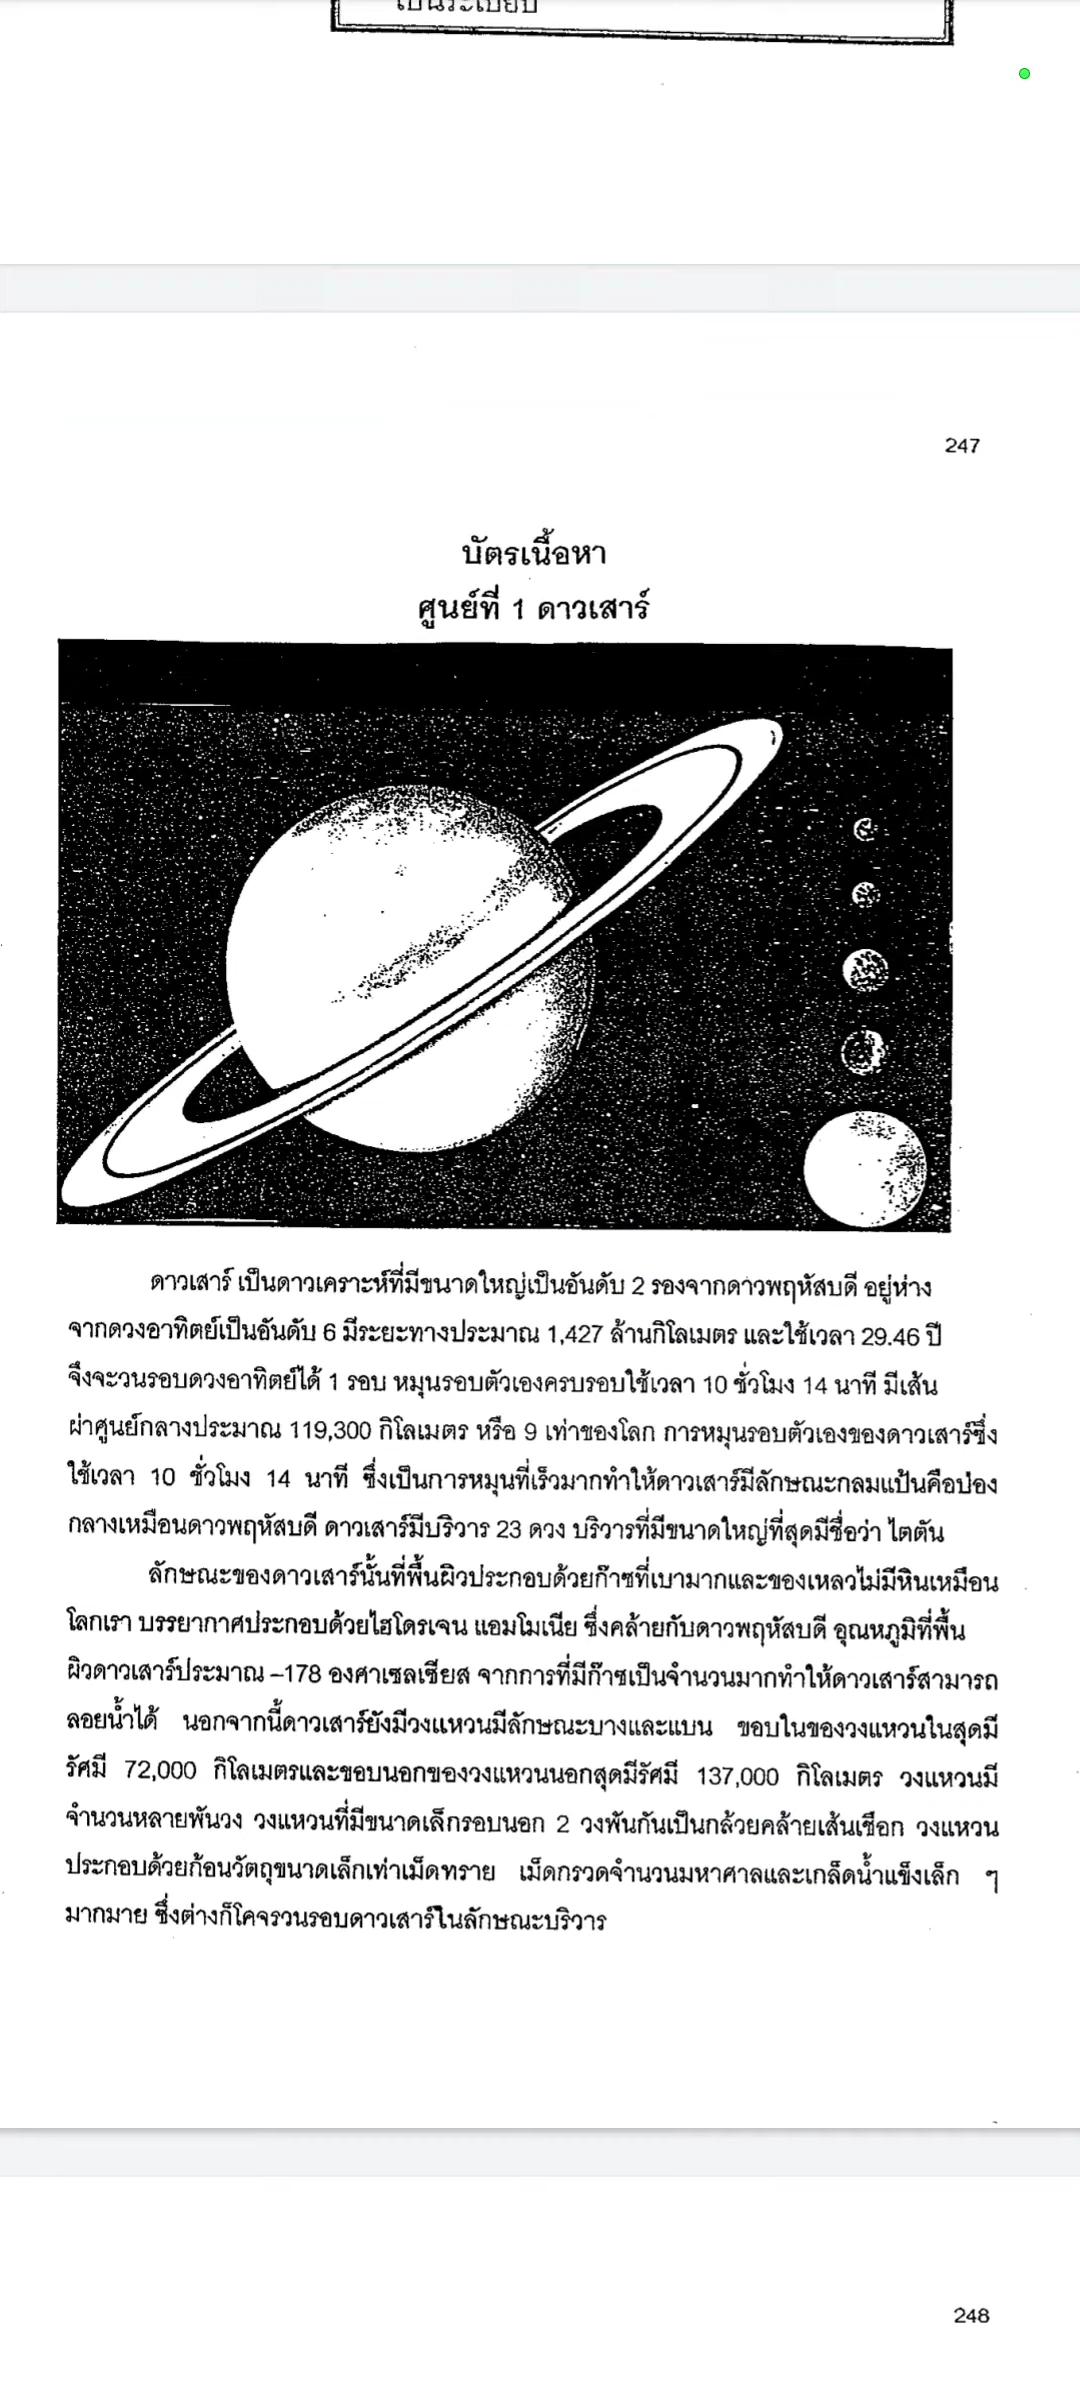 เป็นระเบียบ
247
บัตรเนื้อหา
ศูนย์ที่ 1 ดาวเสาร์
ดาวเสาร์ เป็นดาวเคราะห์ที่มีขนาดใหญ่เป็นอันดับ 2 รองจากดาวพฤหัสบดี อยู่ห่าง
จากดวงอาทิตย์เป็นอันดับ 6 มีระยะทางประมาณ 1,427 ล้านกิโลเมตร และใช้เวลา 29.46 ปี
จึงจะวนรอบดวงอาทิตย์ได้ 1 รอบ หมุนรอบตัวเองครบรอบใช้เวลา 10 ชั่วโมง 14 นาที มีเส้น
ผ่าศูนย์กลางประมาณ 119,300 กิโลเมตร หรือ 9 เท่าของโลก การหมุนรอบตัวเองของดาวเสาร์ซึ่ง
ใช้เวลา 10 ชั่วโมง 14 นาที ซึ่งเป็นการหมุนที่เร็วมากทำให้ดาวเสาร์มีลักษณะกลมแป้นคือป่อง
กลางเหมือนดาวพฤหัสบดี ดาวเสาร์มีบริวาร 23 ดวง บริวารที่มีขนาดใหญ่ที่สุดมีชื่อว่า ไตตัน
ลักษณะของดาวเสาร์นั้นที่พื้นผิวประกอบด้วยก๊าซที่เบามากและของเหลวไม่มีหินเหมือน
โลกเรา บรรยากาศประกอบด้วยไฮโดรเจน แอมโมเนีย ซึ่งคล้ายกับดาวพฤหัสบดี อุณหภูมิที่พื้น
ผิวดาวเสาร์ประมาณ –178 องศาเซลเซียส จากการที่มีก๊าซเป็นจำนวนมากทำให้ดาวเสาร์สามารถ
ลอยน้ำได้ นอกจากนี้ดาวเสาร์ยังมีวงแหวนมีลักษณะบางและแบน ขอบในของวงแหวนในสุดมี
รัศมี 72,000 กิโลเมตรและขอบนอกของวงแหวนนอกสุดมีรัศมี 137,000 กิโลเมตร วงแหวนมี
จำนวนหลายพันวง วงแหวนที่มีขนาดเล็กรอบนอก 2 วงพันกันเป็นกล้วยคล้ายเส้นเชือก วงแหวน
ประกอบด้วยก้อนวัตถุขนาดเล็กเท่าเม็ดทราย เม็ดกรวดจำนวนมหาศาลและเกล็ดน้ำแข็งเล็ก ๆ
มากมาย ซึ่งต่างก็โคจรวนรอบดาวเสาร์ในลักษณะบริวาร
248